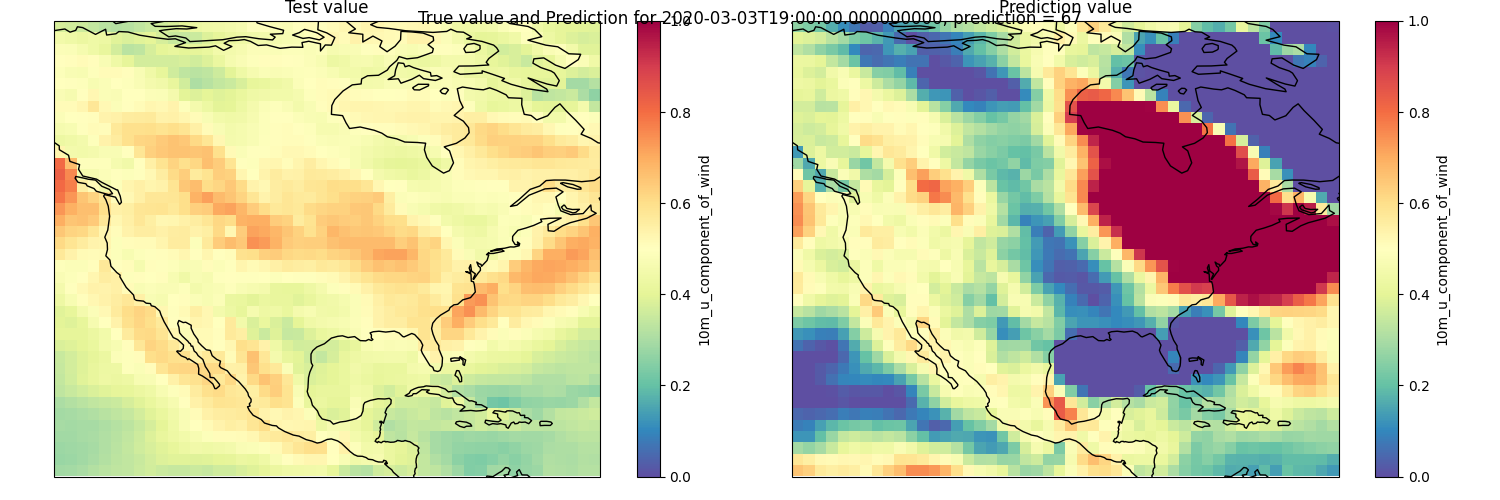 Test value
True value and Prediction for 2020-03-03T19:00:00.000000000, prediction = 67
Prediction value
1.0
0.8
0.6
0.4
0.2
0.0
10m_u_component_of_wind
1.0
0.8
0.6
0.4
0.2
0.0
10m_u_component_of_wind